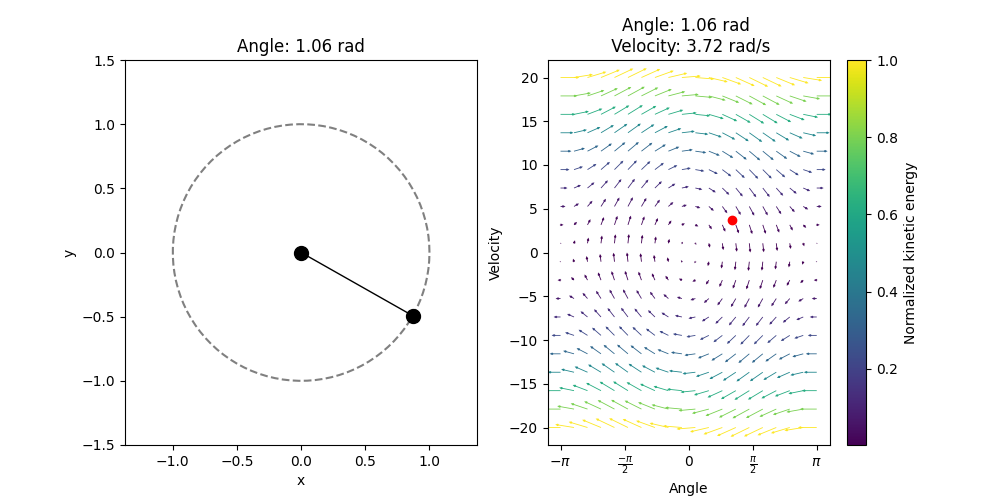 Angle: 1.06 rad
1.5
1.0
0.5
0.0
−0.5
−1.0
−1.5
y
−1.0
−0.5
0.0
0.5
1.0
x
Angle: 1.06 rad
Velocity: 3.72 rad/s
20
15
10
5
0
−5
−10
−15
−20
Velocity
−π
−π/2
0
π/2
π
Angle
1.0
0.8
0.6
0.4
0.2
Normalized kinetic energy